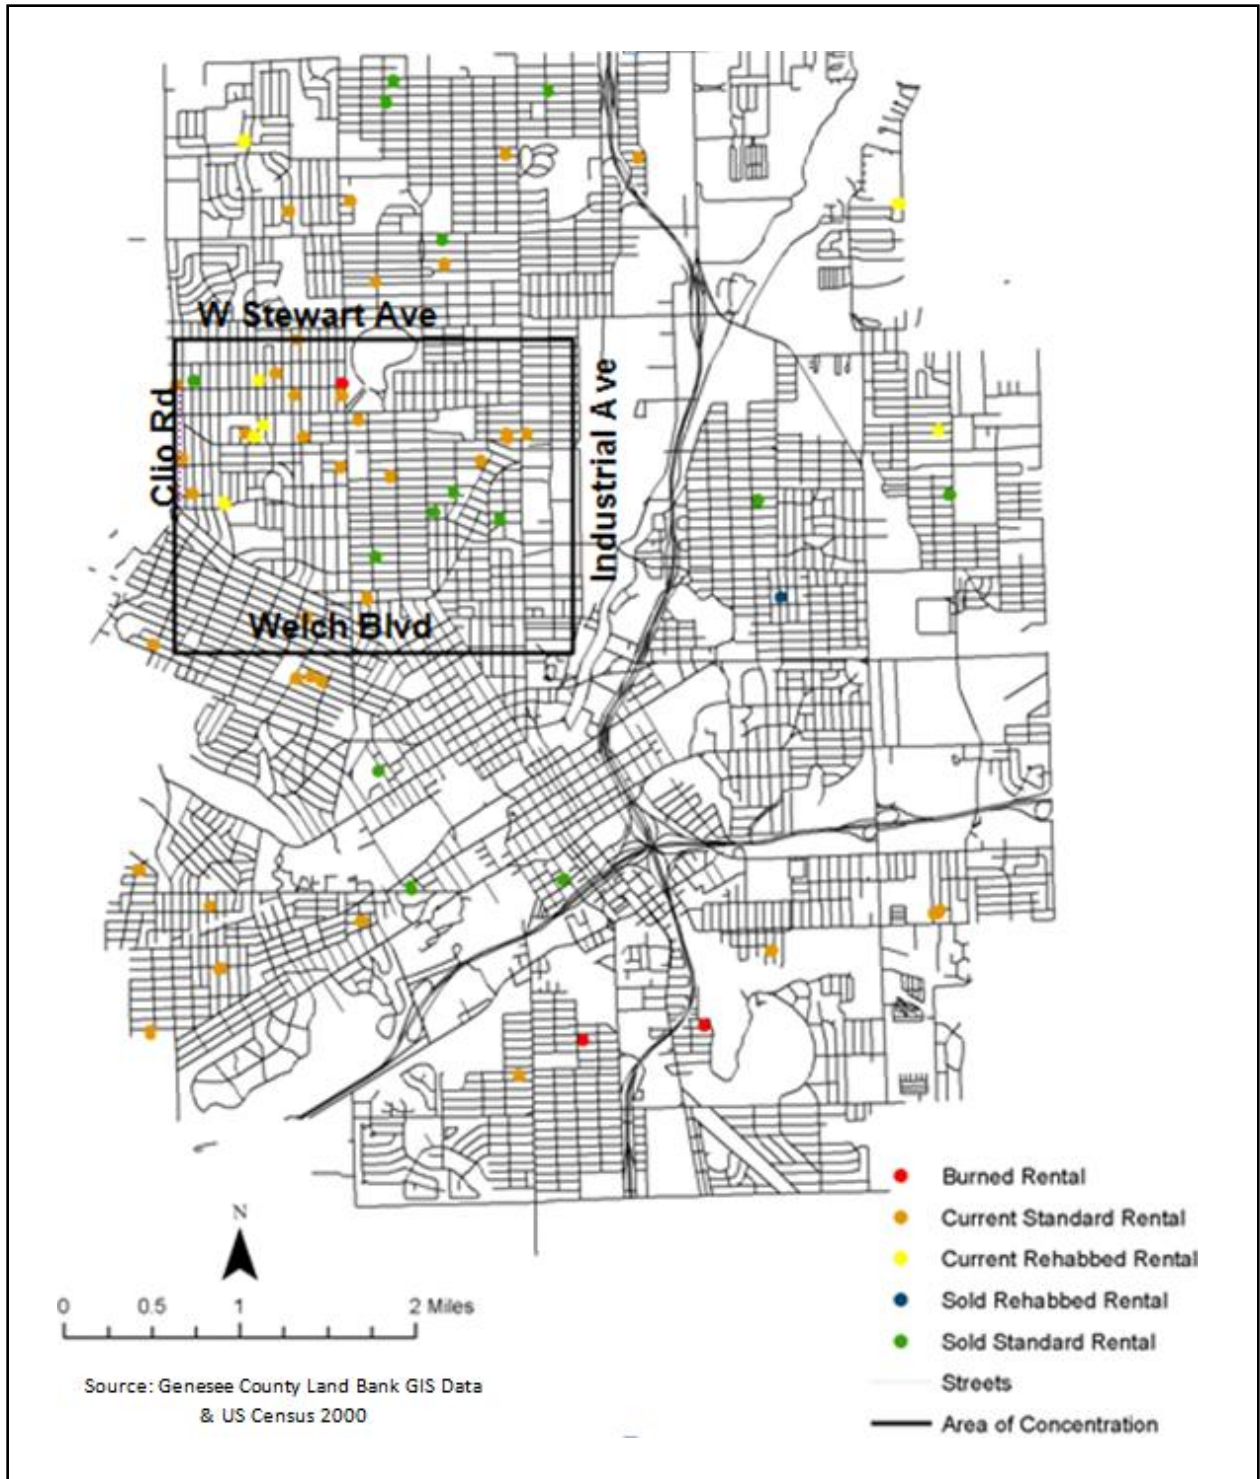 W Stewart Ave
Clio Rd
Industrial Ave
Welch Blvd
Burned Rental
Current Standard Rental
Current Rehabbed Rental
Sold Rehabbed Rental
Sold Standard Rental
Streets
Area of Concentration
N
0 0.5 1 2 Miles
Source: Genesee County Land Bank GIS Data
& US Census 2000